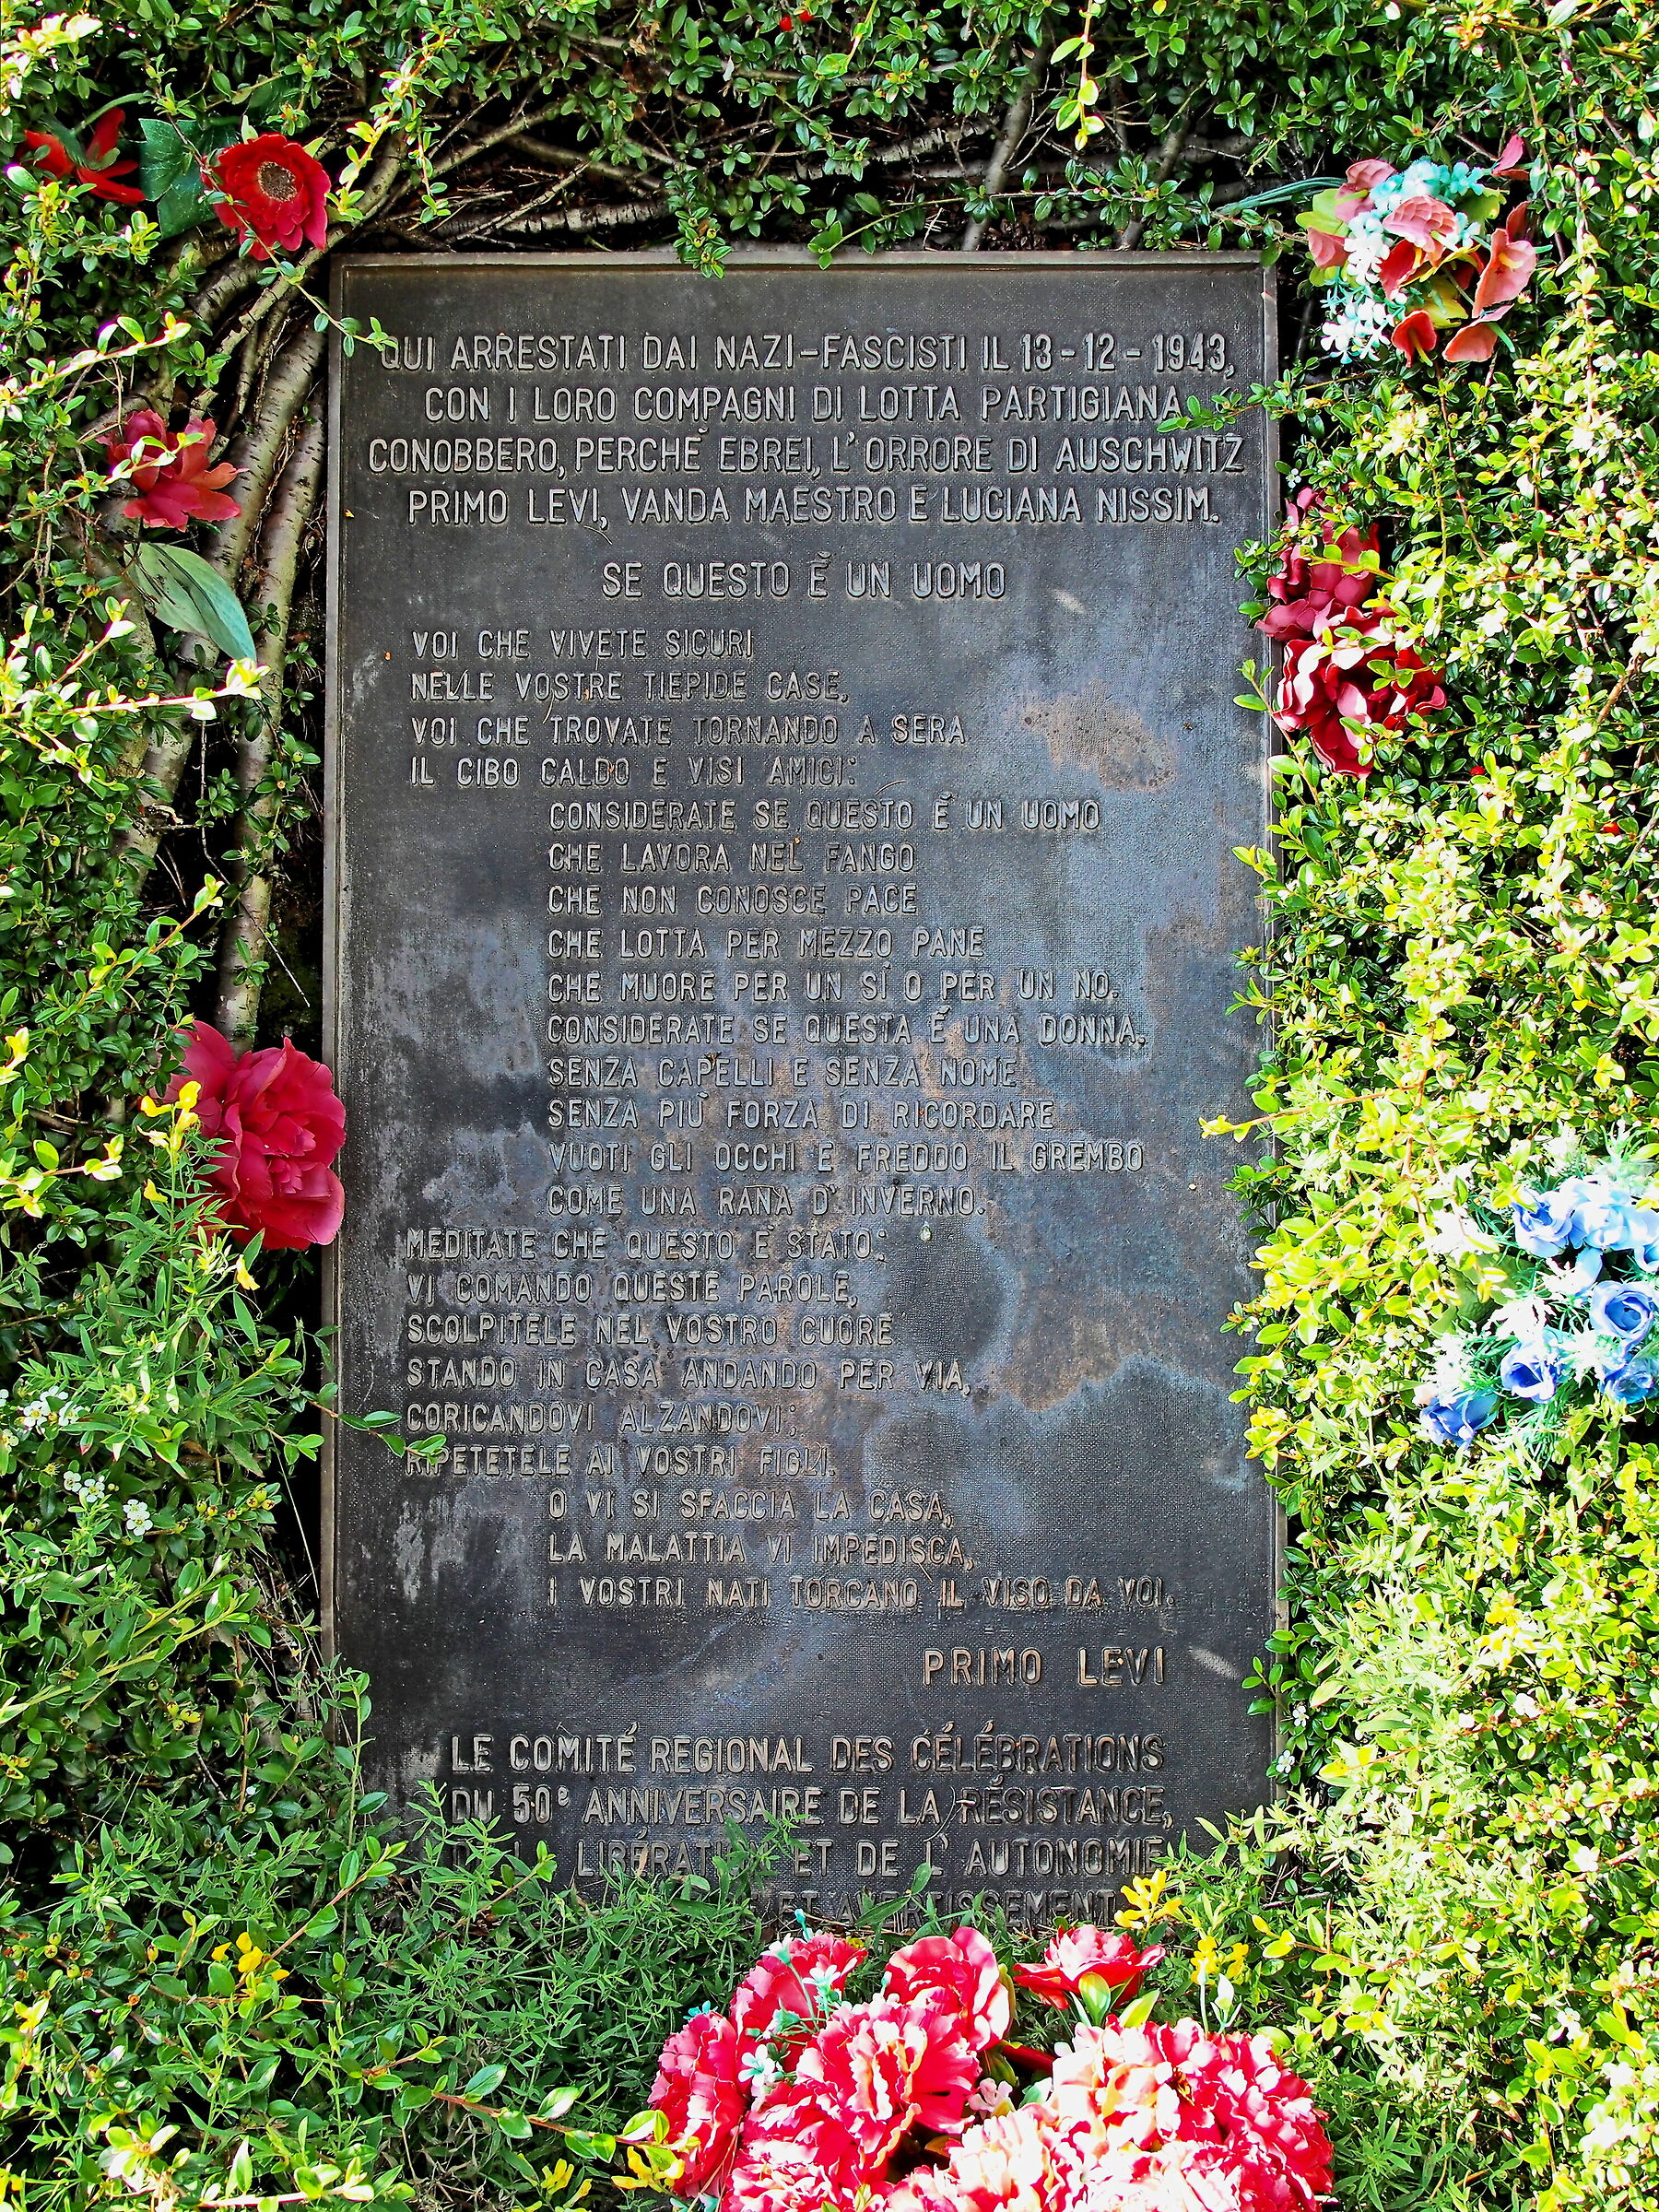 QUI ARRESTATI DAI NAZI-FASCISTI IL 13-12-1943,
CON I LORO COMPAGNI DI LOTTA PARTIGIANA
CONOBBERO, PERCHÈ EBREI, L'ORRORE DI AUSCHWITZ
PRIMO LEVI, VANDA MAESTRO E LUCIANA NISSIM.
SE QUESTO È UN UOMO
VOI CHE VIVETE SICURI
NELLE VOSTRE TIEPIDE CASE,
VOI CHE TROVATE TORNANDO A SERA
IL CIBO CALDO E VISI AMICI:
CONSIDERATE SE QUESTO È UN UOMO
CHE LAVORA NEL FANGO
CHE NON CONOSCE PACE
CHE LOTTA PER MEZZO PANE
CHE MUORE PER UN SÌ O PER UN NO.
CONSIDERATE SE QUESTA È UNA DONNA,
SENZA CAPELLI E SENZA NOME
SENZA PIÙ FORZA DI RICORDARE
VUOTI GLI OCCHI E FREDDO IL GREMBO
COME UNA RANA D'INVERNO.
MEDITATE CHE QUESTO È STATO:
VI COMANDO QUESTE PAROLE,
SCOLPITELE NEL VOSTRO CUORE
STANDO IN CASA ANDANDO PER VIA,
CORICANDOVI ALZANDOVI;
RIPETETELE AI VOSTRI FIGLI.
O VI SI SFACCIA LA CASA,
LA MALATTIA VI IMPEDISCA,
I VOSTRI NATI TORCANO IL VISO DA VOI.
PRIMO LEVI
LE COMITÉ REGIONAL DES CÉLÉBRATIONS
DU 50e ANNIVERSAIRE DE LA RÉSISTANCE,
LIBÉRATION ET DE L'AUTONOMIE
ET AVERTISSEMENT